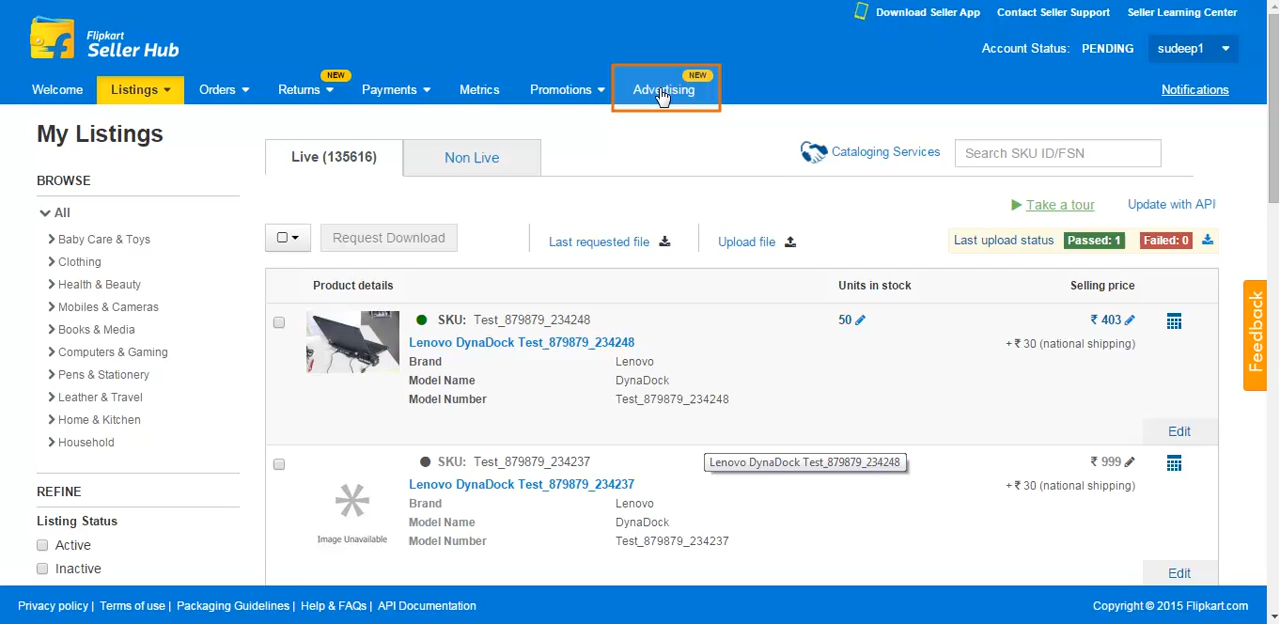 Download Seller App Contact Seller Support Seller Learning Center
Flipkart
Seller Hub
Account Status: PENDING sudeep1
NEW NEW
Welcome Listings Orders Returns Payments Metrics Promotions Advertising Notifications
My Listings
Live (135616) Non Live Cataloging Services Search SKU ID/FSN
BROWSE
All
Baby Care & Toys
Clothing
Health & Beauty
Mobiles & Cameras
Books & Media
Computers & Gaming
Pens & Stationery
Leather & Travel
Home & Kitchen
Household
REFINE
Listing Status
Active
Inactive
Take a tour Update with API
Request Download Last requested file Upload file Last upload status Passed: 1 Failed: 0
Product details Units in stock Selling price
SKU: Test_879879_234248 50 ₹ 403
Lenovo DynaDock Test_879879_234248 + ₹ 30 (national shipping)
Brand Lenovo
Model Name DynaDock
Model Number Test_879879_234248
Edit
SKU: Test_879879_234237 Lenovo DynaDock Test_879879_234248 ₹ 999
Lenovo DynaDock Test_879879_234237 + ₹ 30 (national shipping)
Brand Lenovo
Model Name DynaDock
Model Number Test_879879_234237
Image Unavailable
Edit
Feedback
Privacy policy | Terms of use | Packaging Guidelines | Help & FAQs | API Documentation Copyright © 2015 Flipkart.com